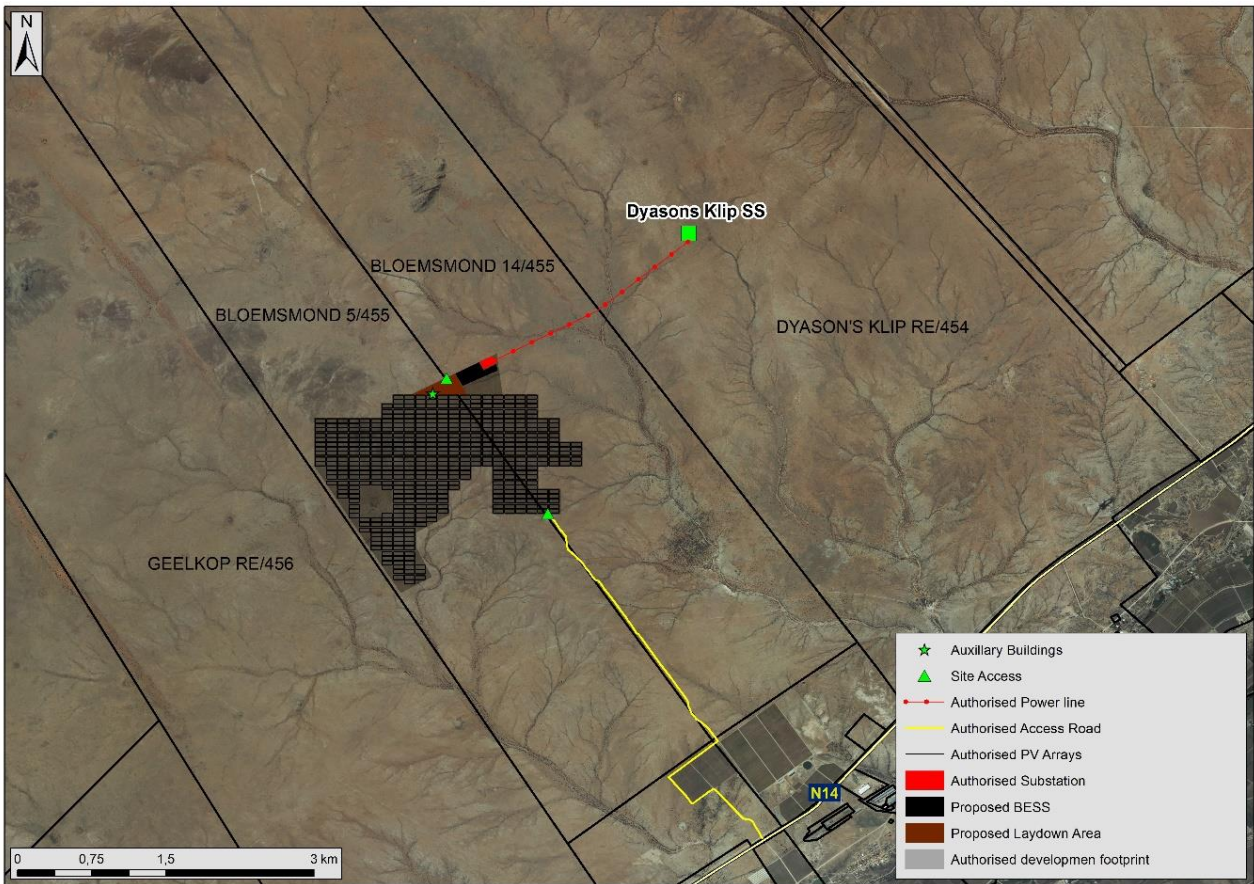 N
Dyasons Klip SS
BLOEMSMOND 14/455
BLOEMSMOND 5/455
DYASON'S KLIP RE/454
GEELKOP RE/456
N14
Auxillary Buildings
Site Access
Authorised Power line
Authorised Access Road
Authorised PV Arrays
Authorised Substation
Proposed BESS
Proposed Laydown Area
Authorised developmen footprint
0 0,75 1,5 3 km